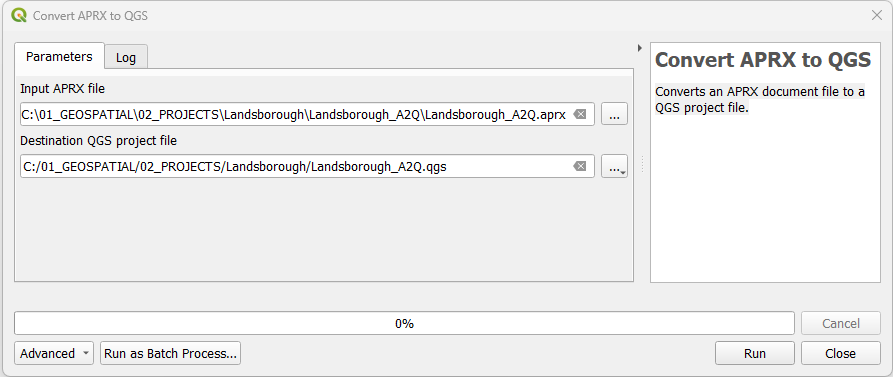 Convert APRX to QGS
Parameters
Log
Input APRX file
C:\01_GEOSPATIAL\02_PROJECTS\Landsborough\Landsborough_A2Q\Landsborough_A2Q.aprx
...
Destination QGS project file
C:/01_GEOSPATIAL/02_PROJECTS/Landsborough/Landsborough_A2Q.qgs
...
Convert APRX to QGS
Converts an APRX document file to a
QGS project file.
0%
Cancel
Advanced
Run as Batch Process...
Run
Close